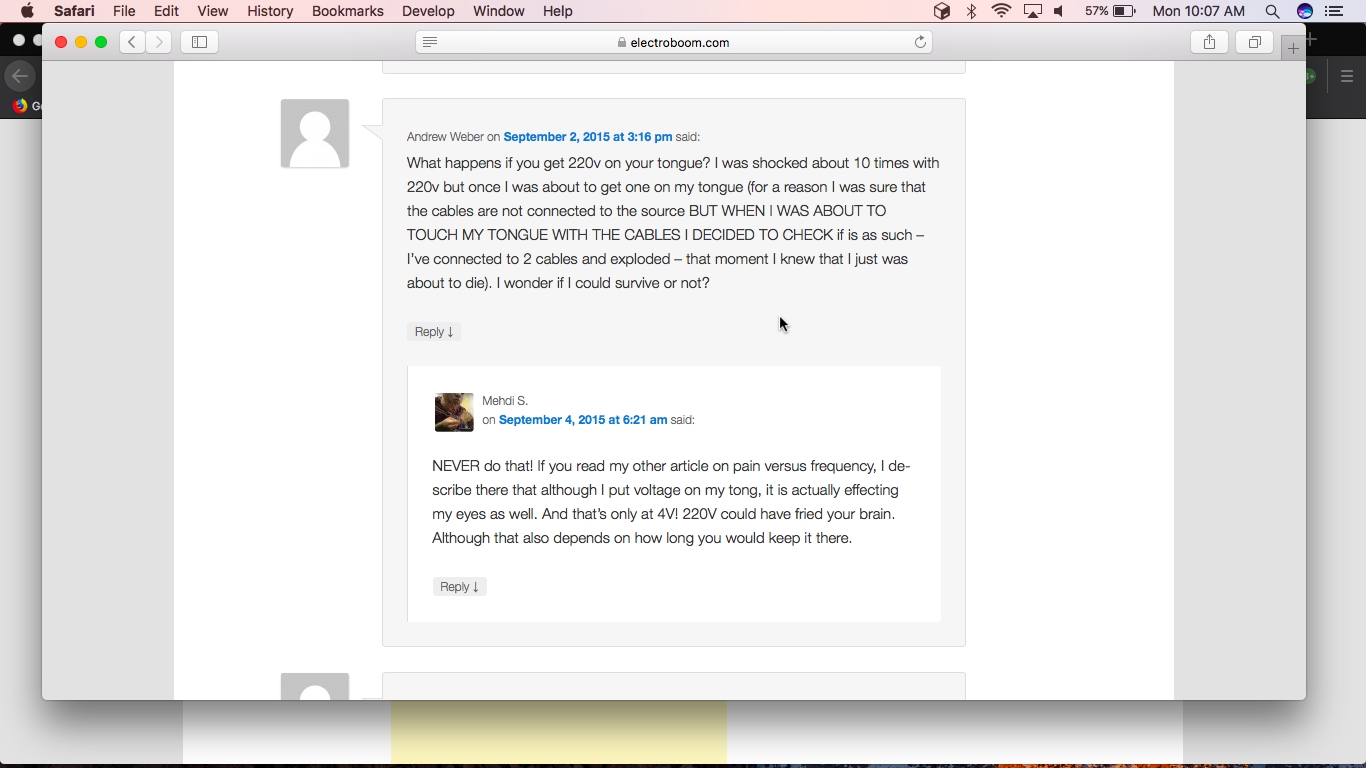 Safari File Edit View History Bookmarks Develop Window Help 57% Mon 10:07 AM
electroboom.com
Andrew Weber on September 2, 2015 at 3:16 pm said:
What happens if you get 220v on your tongue? I was shocked about 10 times with
220v but once I was about to get one on my tongue (for a reason I was sure that
the cables are not connected to the source BUT WHEN I WAS ABOUT TO
TOUCH MY TONGUE WITH THE CABLES I DECIDED TO CHECK if is as such –
I've connected to 2 cables and exploded – that moment I knew that I just was
about to die). I wonder if I could survive or not?
Reply ↓
Mehdi S.
on September 4, 2015 at 6:21 am said:
NEVER do that! If you read my other article on pain versus frequency, I de-
scribe there that although I put voltage on my tong, it is actually effecting
my eyes as well. And that's only at 4V! 220V could have fried your brain.
Although that also depends on how long you would keep it there.
Reply ↓